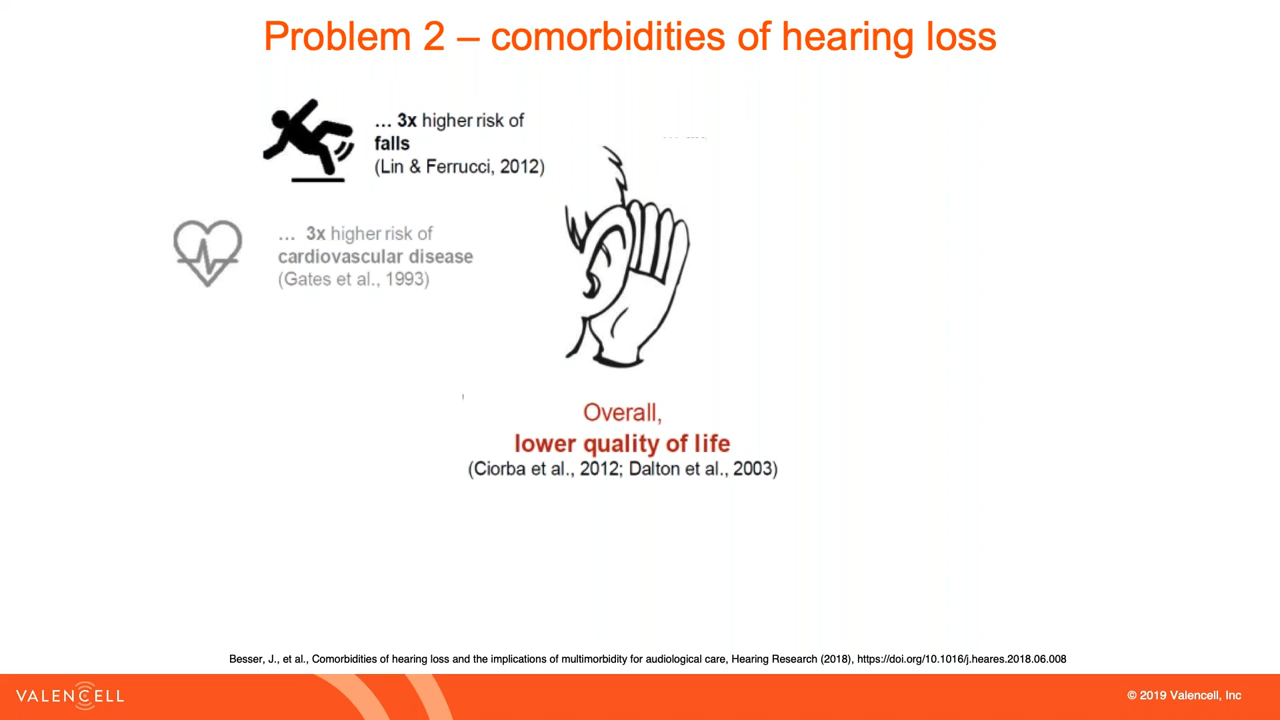 Problem 2 – comorbidities of hearing loss
... 3x higher risk of
falls
(Lin & Ferrucci, 2012)
... 3x higher risk of
cardiovascular disease
(Gates et al., 1993)
Overall,
lower quality of life
(Ciorba et al., 2012; Dalton et al., 2003)
Besser, J., et al., Comorbidities of hearing loss and the implications of multimorbidity for audiological care, Hearing Research (2018), https://doi.org/10.1016/j.heares.2018.06.008
VALENCELL
© 2019 Valencell, Inc